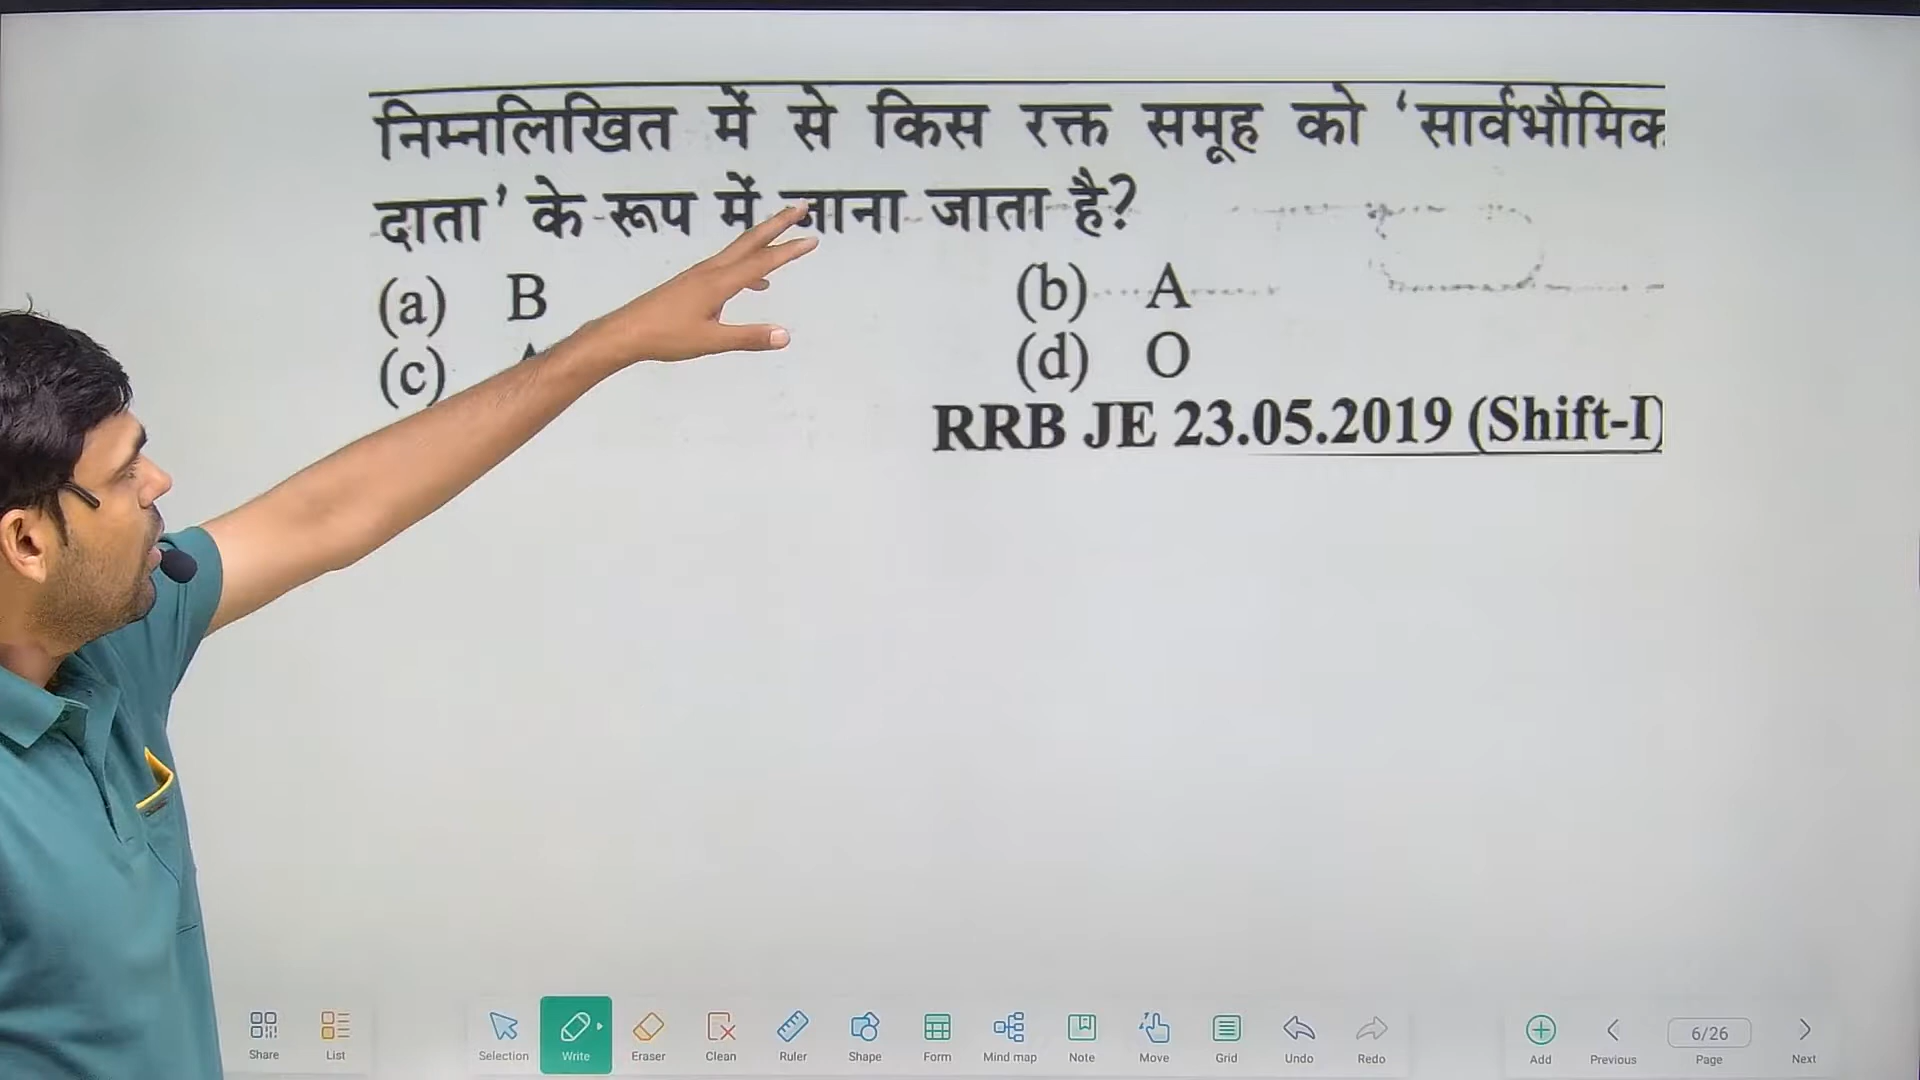 निम्नलिखित में से किस रक्त समूह को ‘सार्वभौमिक
दाता’ के रूप में जाना जाता है?
(a) B (b) A
(c) (d) O
RRB JE 23.05.2019 (Shift-I)
Share List Selection Write Eraser Clean Ruler Shape Form Mind map Note Move Grid Undo Redo Add Previous 6/26 Page Next